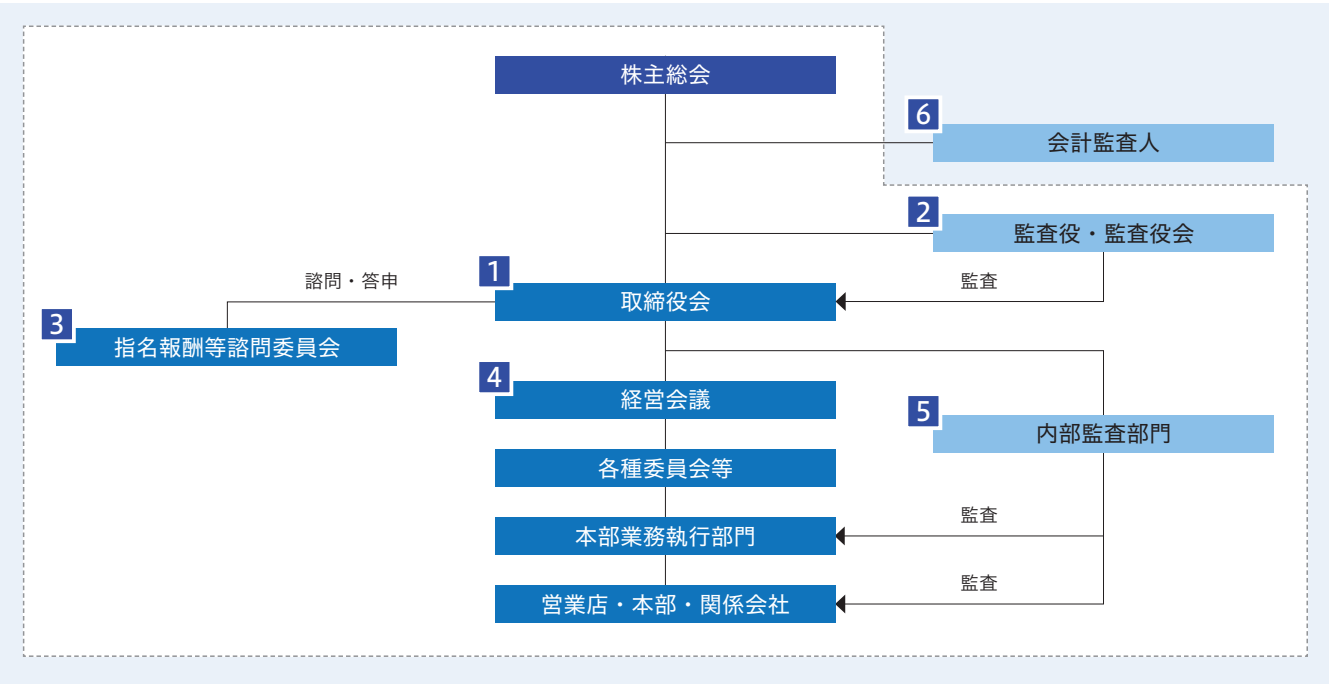 株主総会
6
会計監査人
2
監査役・監査役会
監査
諮問・答申
1
取締役会
3
指名報酬等諮問委員会
4
経営会議
5
内部監査部門
各種委員会等
監査
本部業務執行部門
監査
営業店・本部・関係会社